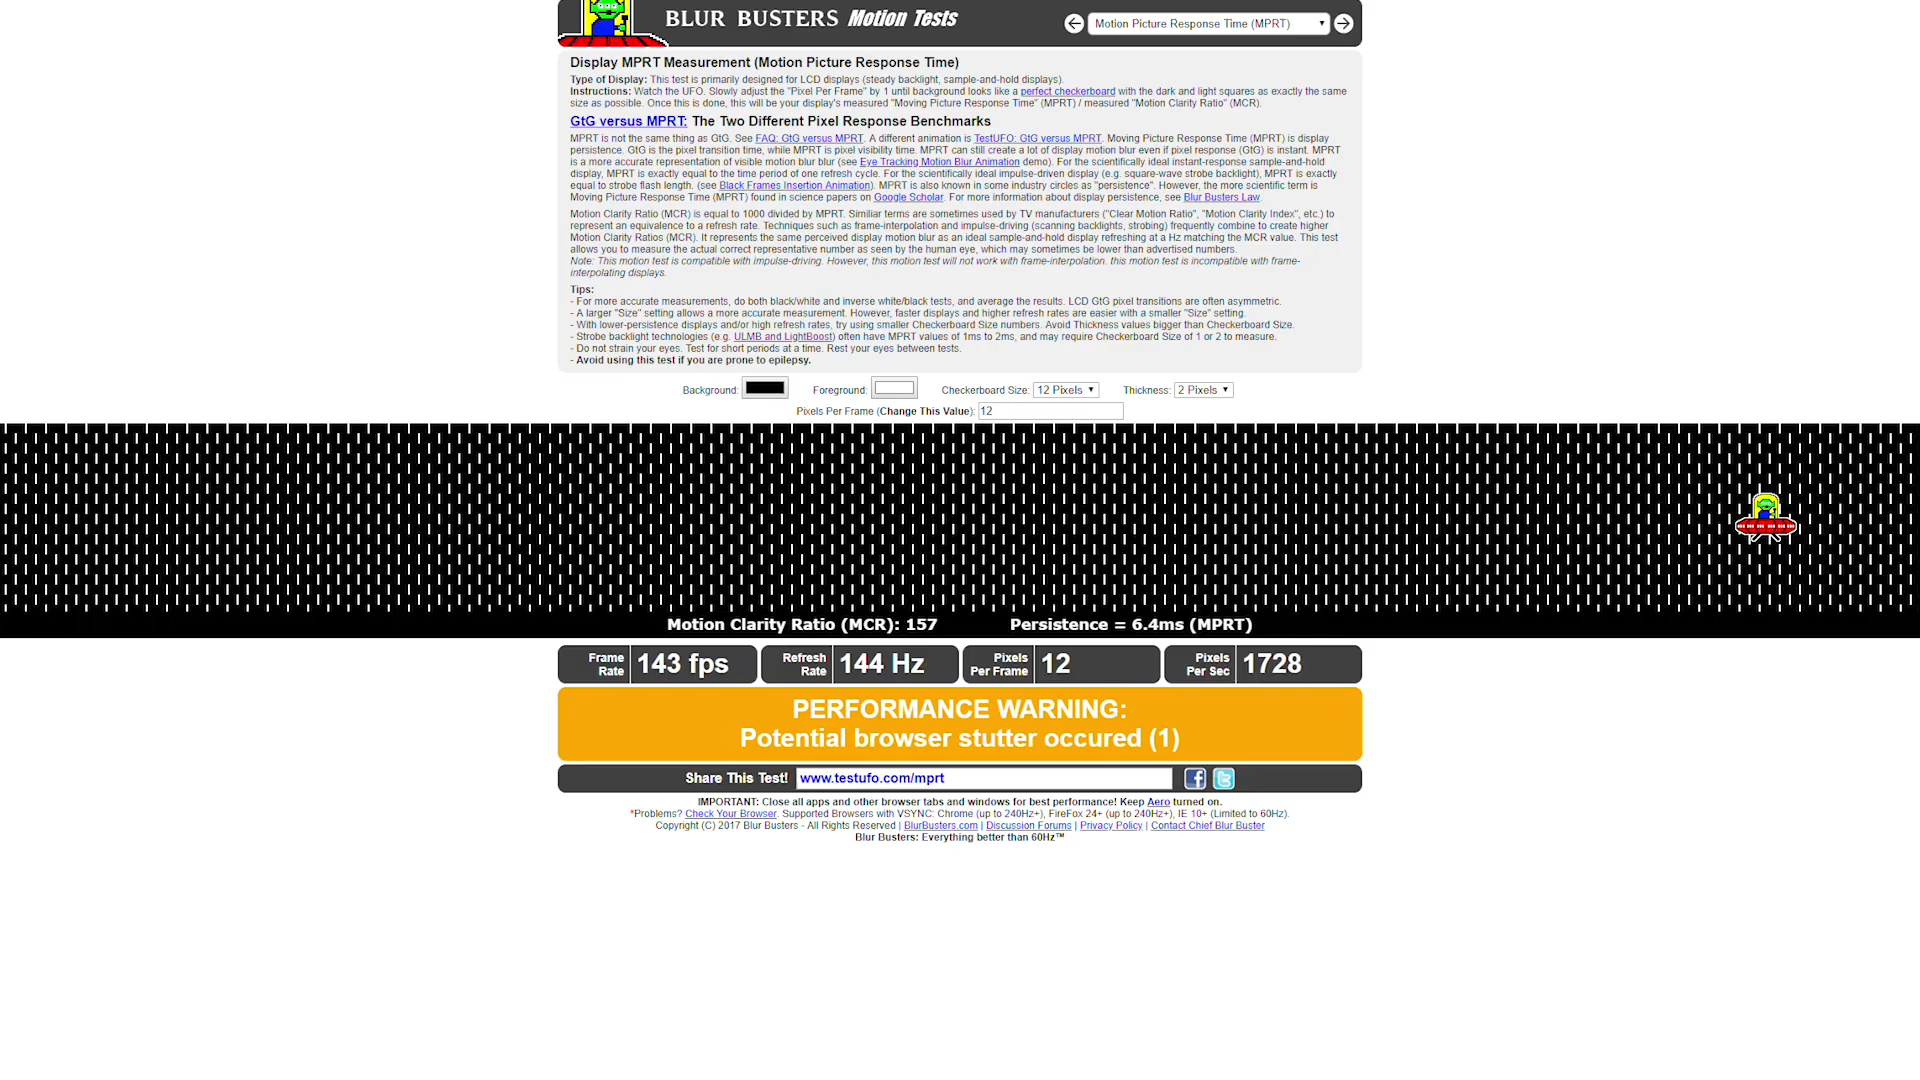 BLUR BUSTERS Motion Tests
Motion Picture Response Time (MPRT)
Display MPRT Measurement (Motion Picture Response Time)
Type of Display: This test is primarily designed for LCD displays (steady backlight, sample-and-hold displays).
Instructions: Watch the UFO. Slowly adjust the "Pixel Per Frame" by 1 until background looks like a perfect checkerboard with the dark and light squares as exactly the same
size as possible. Once this is done, this will be your display's measured "Moving Picture Response Time" (MPRT) / measured "Motion Clarity Ratio" (MCR).
GtG versus MPRT: The Two Different Pixel Response Benchmarks
MPRT is not the same thing as GtG. See FAQ: GtG versus MPRT. A different animation is TestUFO: GtG versus MPRT. Moving Picture Response Time (MPRT) is display
persistence. GtG is the pixel transition time, while MPRT is pixel visibility time. MPRT can still create a lot of display motion blur even if pixel response (GtG) is instant. MPRT
is a more accurate representation of visible motion blur blur (see Eye Tracking Motion Blur Animation demo). For the scientifically ideal instant-response sample-and-hold
display, MPRT is exactly equal to the time period of one refresh cycle. For the scientifically ideal impulse-driven display (e.g. square-wave strobe backlight), MPRT is exactly
equal to strobe flash length. (see Black Frames Insertion Animation). MPRT is also known in some industry circles as "persistence". However, the more scientific term is
Moving Picture Response Time (MPRT) found in science papers on Google Scholar. For more information about display persistence, see Blur Busters Law.
Motion Clarity Ratio (MCR) is equal to 1000 divided by MPRT. Similiar terms are sometimes used by TV manufacturers ("Clear Motion Ratio", "Motion Clarity Index", etc.) to
represent an equivalence to a refresh rate. Techniques such as frame-interpolation and impulse-driving (scanning backlights, strobing) frequently combine to create higher
Motion Clarity Ratios (MCR). It represents the same perceived display motion blur as an ideal sample-and-hold display refreshing at a Hz matching the MCR value. This test
allows you to measure the actual correct representative number as seen by the human eye, which may sometimes be lower than advertised numbers.
Note: This motion test is compatible with impulse-driving. However, this motion test will not work with frame-interpolation. this motion test is incompatible with frame-
interpolating displays.
Tips:
- For more accurate measurements, do both black/white and inverse white/black tests, and average the results. LCD GtG pixel transitions are often asymmetric.
- A larger "Size" setting allows a more accurate measurement. However, faster displays and higher refresh rates are easier with a smaller "Size" setting.
- With lower-persistence displays and/or high refresh rates, try using smaller Checkerboard Size numbers. Avoid Thickness values bigger than Checkerboard Size.
- Strobe backlight technologies (e.g. ULMB and LightBoost) often have MPRT values of 1ms to 2ms, and may require Checkerboard Size of 1 or 2 to measure.
- Do not strain your eyes. Test for short periods at a time. Rest your eyes between tests.
- Avoid using this test if you are prone to epilepsy.
Background: Foreground: Checkerboard Size: 12 Pixels Thickness: 2 Pixels
Pixels Per Frame (Change This Value): 12
Motion Clarity Ratio (MCR): 157 Persistence = 6.4ms (MPRT)
Frame Rate 143 fps Refresh Rate 144 Hz Pixels Per Frame 12 Pixels Per Sec 1728
PERFORMANCE WARNING:
Potential browser stutter occured (1)
Share This Test! www.testufo.com/mprt
IMPORTANT: Close all apps and other browser tabs and windows for best performance! Keep Aero turned on.
*Problems? Check Your Browser. Supported Browsers with VSYNC: Chrome (up to 240Hz+), FireFox 24+ (up to 240Hz+), IE 10+ (Limited to 60Hz).
Copyright (C) 2017 Blur Busters - All Rights Reserved | BlurBusters.com | Discussion Forums | Privacy Policy | Contact Chief Blur Buster
Blur Busters: Everything better than 60Hz™